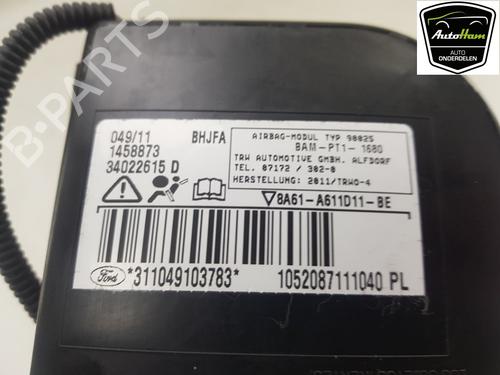 AutoHam
AUTO
ONDERDELEN
B-PARTS
049/11
BHJFA
1458873
34022615 D
AIRBAG-MODUL TYP 98825
BAM-PT1- 1680
TRW AUTOMOTIVE GMBH. ALFDORF
TEL. 07172 / 302-0
HERSTELLUNG: 2011/TRWO-4
8A61-A611D11-BE
Ford
*311049103783*
1052087111040 PL